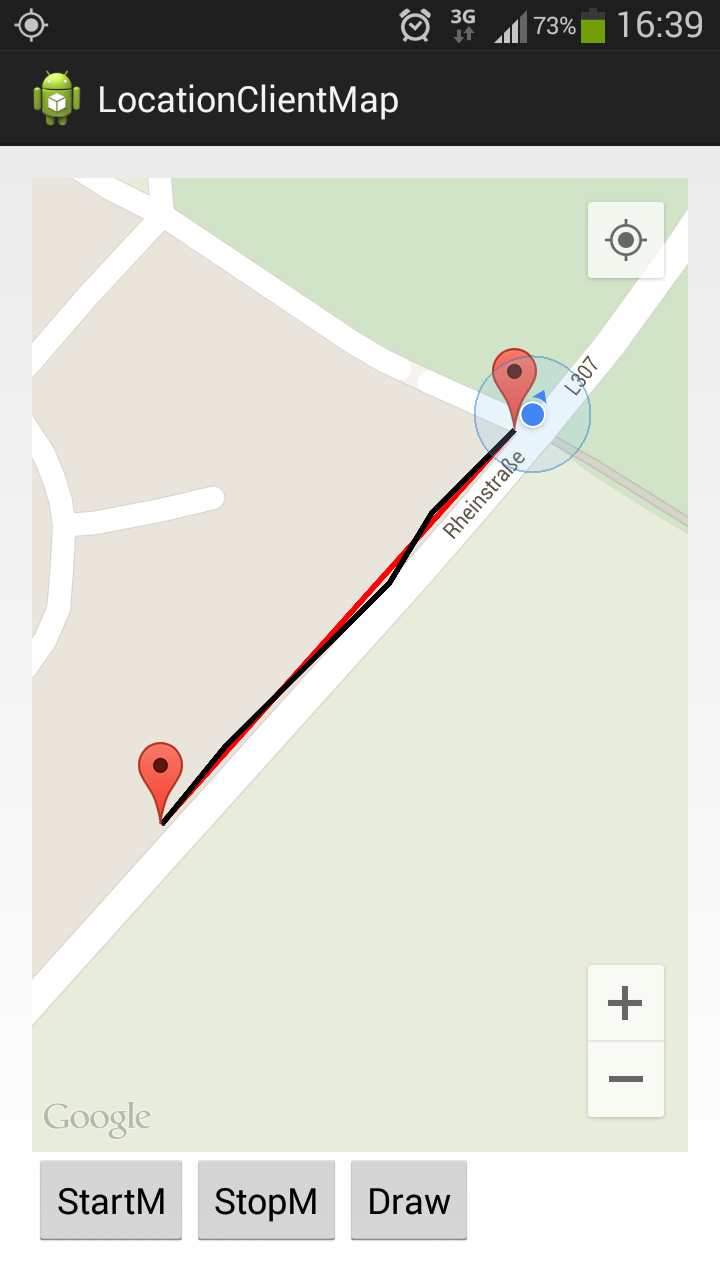 3G 73% 16:39
LocationClientMap
L307
Rheinstraße
Google
StartM StopM Draw